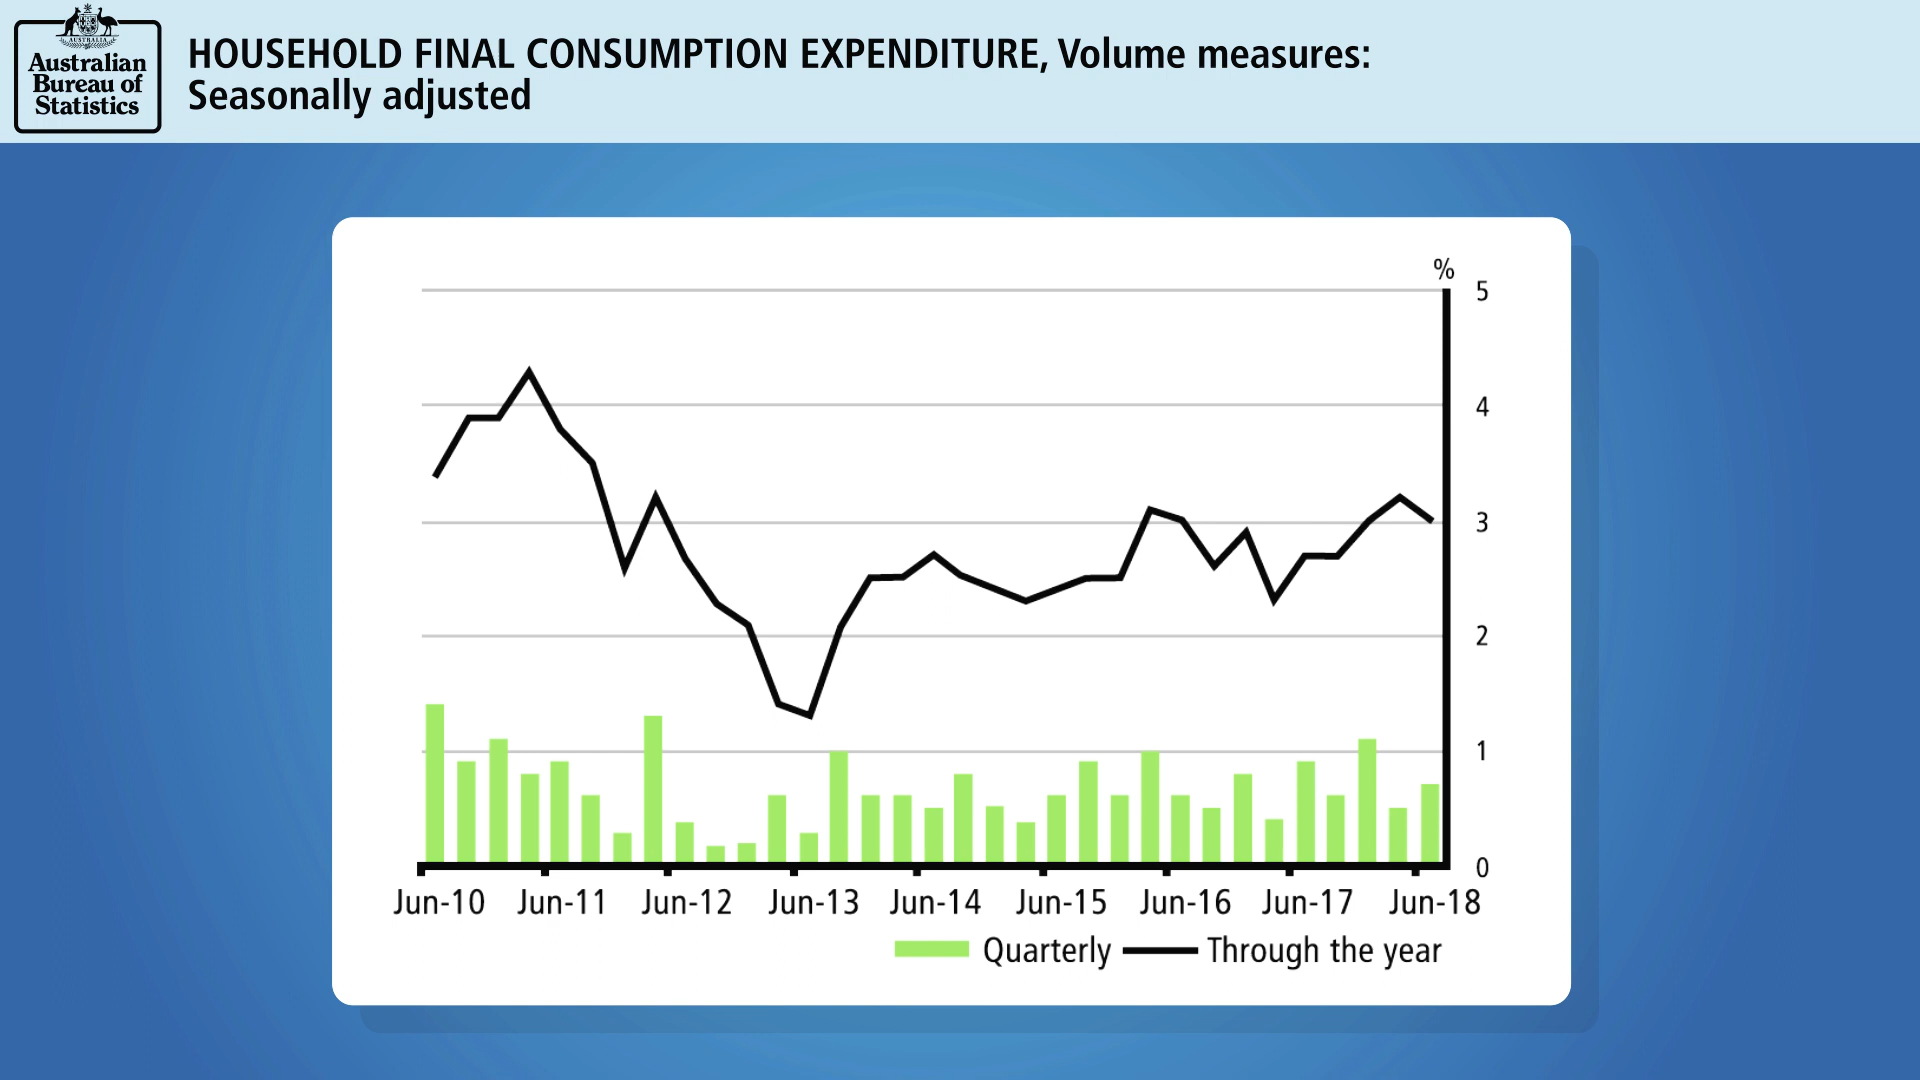 AUSTRALIA
Australian
Bureau of
Statistics
HOUSEHOLD FINAL CONSUMPTION EXPENDITURE, Volume measures:
Seasonally adjusted
%
5
4
3
2
1
0
Jun-10 Jun-11 Jun-12 Jun-13 Jun-14 Jun-15 Jun-16 Jun-17 Jun-18
Quarterly Through the year